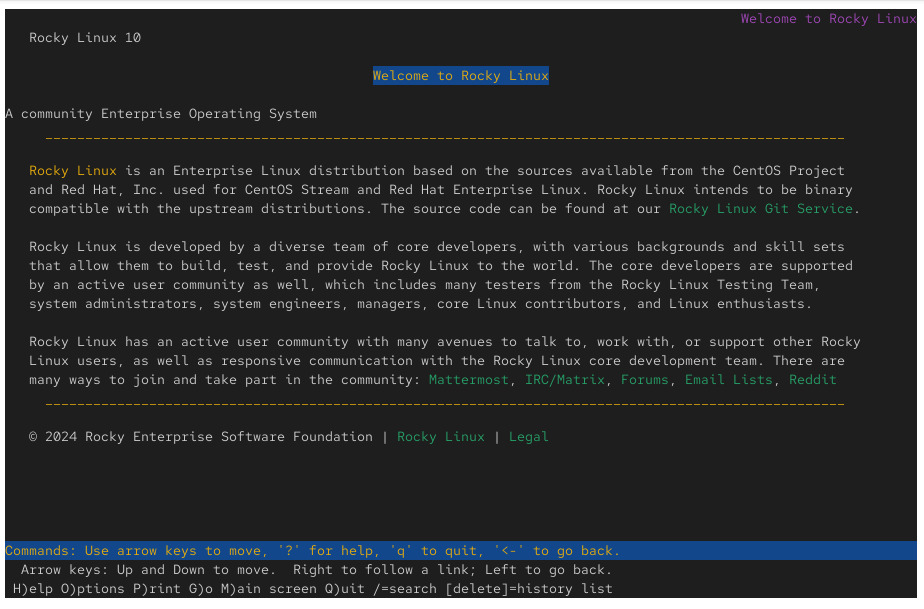 Welcome to Rocky Linux
Rocky Linux 10
Welcome to Rocky Linux
A community Enterprise Operating System
Rocky Linux is an Enterprise Linux distribution based on the sources available from the CentOS Project
and Red Hat, Inc. used for CentOS Stream and Red Hat Enterprise Linux. Rocky Linux intends to be binary
compatible with the upstream distributions. The source code can be found at our Rocky Linux Git Service.
Rocky Linux is developed by a diverse team of core developers, with various backgrounds and skill sets
that allow them to build, test, and provide Rocky Linux to the world. The core developers are supported
by an active user community as well, which includes many testers from the Rocky Linux Testing Team,
system administrators, system engineers, managers, core Linux contributors, and Linux enthusiasts.
Rocky Linux has an active user community with many avenues to talk to, work with, or support other Rocky
Linux users, as well as responsive communication with the Rocky Linux core development team. There are
many ways to join and take part in the community: Mattermost, IRC/Matrix, Forums, Email Lists, Reddit
© 2024 Rocky Enterprise Software Foundation | Rocky Linux | Legal
Commands: Use arrow keys to move, '?' for help, 'q' to quit, '<-' to go back.
Arrow keys: Up and Down to move.  Right to follow a link; Left to go back.
H)elp O)ptions P)rint G)o M)ain screen Q)uit /=search [delete]=history list